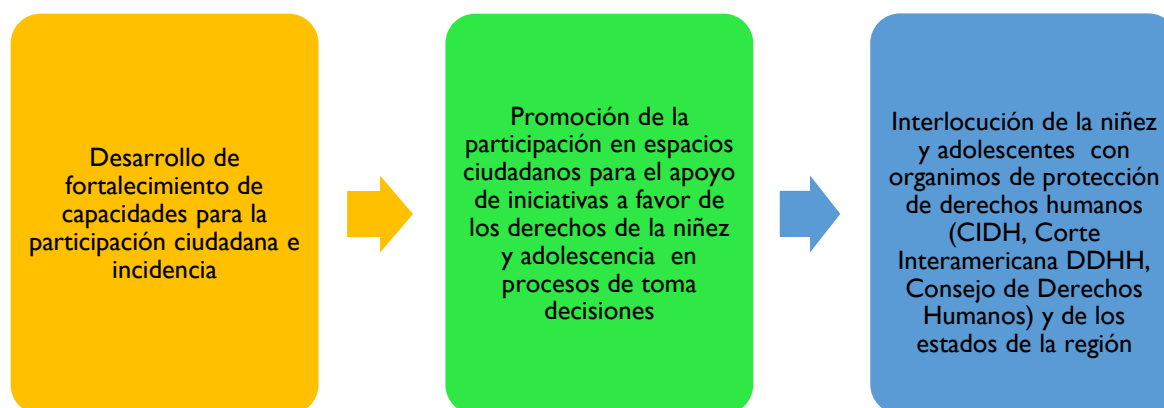 Desarrollo de
fortalecimiento de
capacidades para la
participación ciudadana e
incidencia
Promoción de la
participación en espacios
ciudadanos para el apoyo
de iniciativas a favor de
los derechos de la niñez
y adolescencia en
procesos de toma
decisiones
Interlocución de la niñez
y adolescentes con
organimos de protección
de derechos humanos
(CIDH, Corte
Interamericana DDHH,
Consejo de Derechos
Humanos) y de los
estados de la región